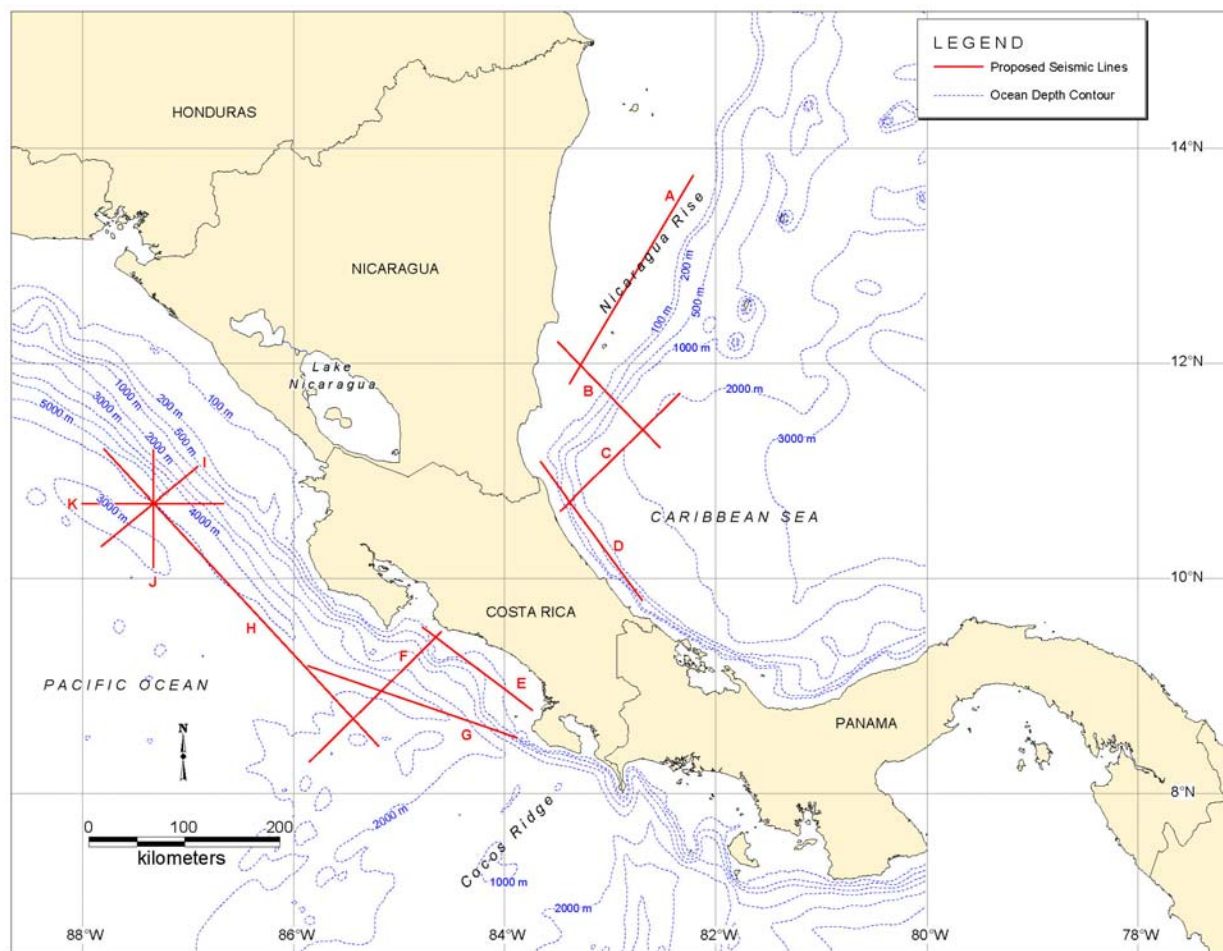 LEGEND
Proposed Seismic Lines
Ocean Depth Contour
HONDURAS
14°N
A
Nicaragua Rise
NICARAGUA
200 m
100 m
500 m
1000 m
12°N
Lake
Nicaragua
B
2000 m
3000 m
C
100 m
200 m
500 m
1000 m
2000 m
3000 m
4000 m
5000 m
3000 m
I
K
J
CARIBBEAN SEA
D
10°N
COSTA RICA
H
F
E
G
PACIFIC OCEAN
N
PANAMA
8°N
0 100 200
kilometers
2000 m
Cocos Ridge
1000 m
2000 m
88°W 86°W 84°W 82°W 80°W 78°W